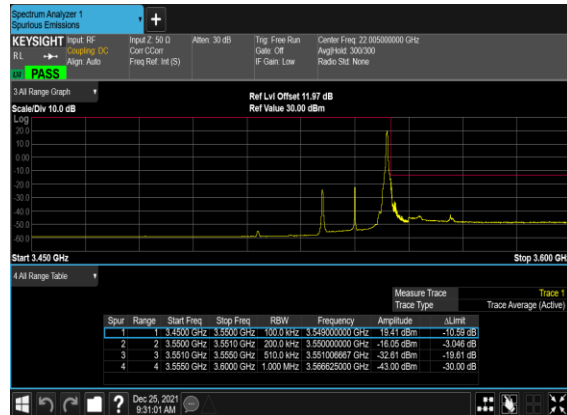 Spectrum Analyzer 1
Spurious Emissions
+
KEYSIGHT Input: RF Input Z: 50 Ω Atten: 30 dB Trig: Free Run Center Freq: 22.005000000 GHz
RL Coupling: DC Corr CCorr Gate: Off Avg|Hold: 300/300
Align: Auto Freq Ref: Int (S) IF Gain: Low Radio Std: None
LW PASS
3 All Range Graph
Ref Lvl Offset 11.97 dB
Scale/Div 10.0 dB Ref Value 30.00 dBm
Log
20.0
10.0
0.00
-10.0
-20.0
-30.0
-40.0
-50.0
-60.0
Start 3.450 GHz Stop 3.600 GHz
4 All Range Table
Measure Trace Trace 1
Trace Type Trace Average (Active)
Spur Range Start Freq Stop Freq RBW Frequency Amplitude ΔLimit
1 1 3.4500 GHz 3.5500 GHz 100.0 kHz 3.549000000 GHz 19.41 dBm -10.59 dB
2 2 3.5500 GHz 3.5510 GHz 200.0 kHz 3.550000000 GHz -16.05 dBm -3.046 dB
3 3 3.5510 GHz 3.5550 GHz 510.0 kHz 3.551006667 GHz -32.61 dBm -19.61 dB
4 4 3.5550 GHz 3.6000 GHz 1.000 MHz 3.566625000 GHz -43.00 dBm -30.00 dB
? Dec 25, 2021
9:31:01 AM